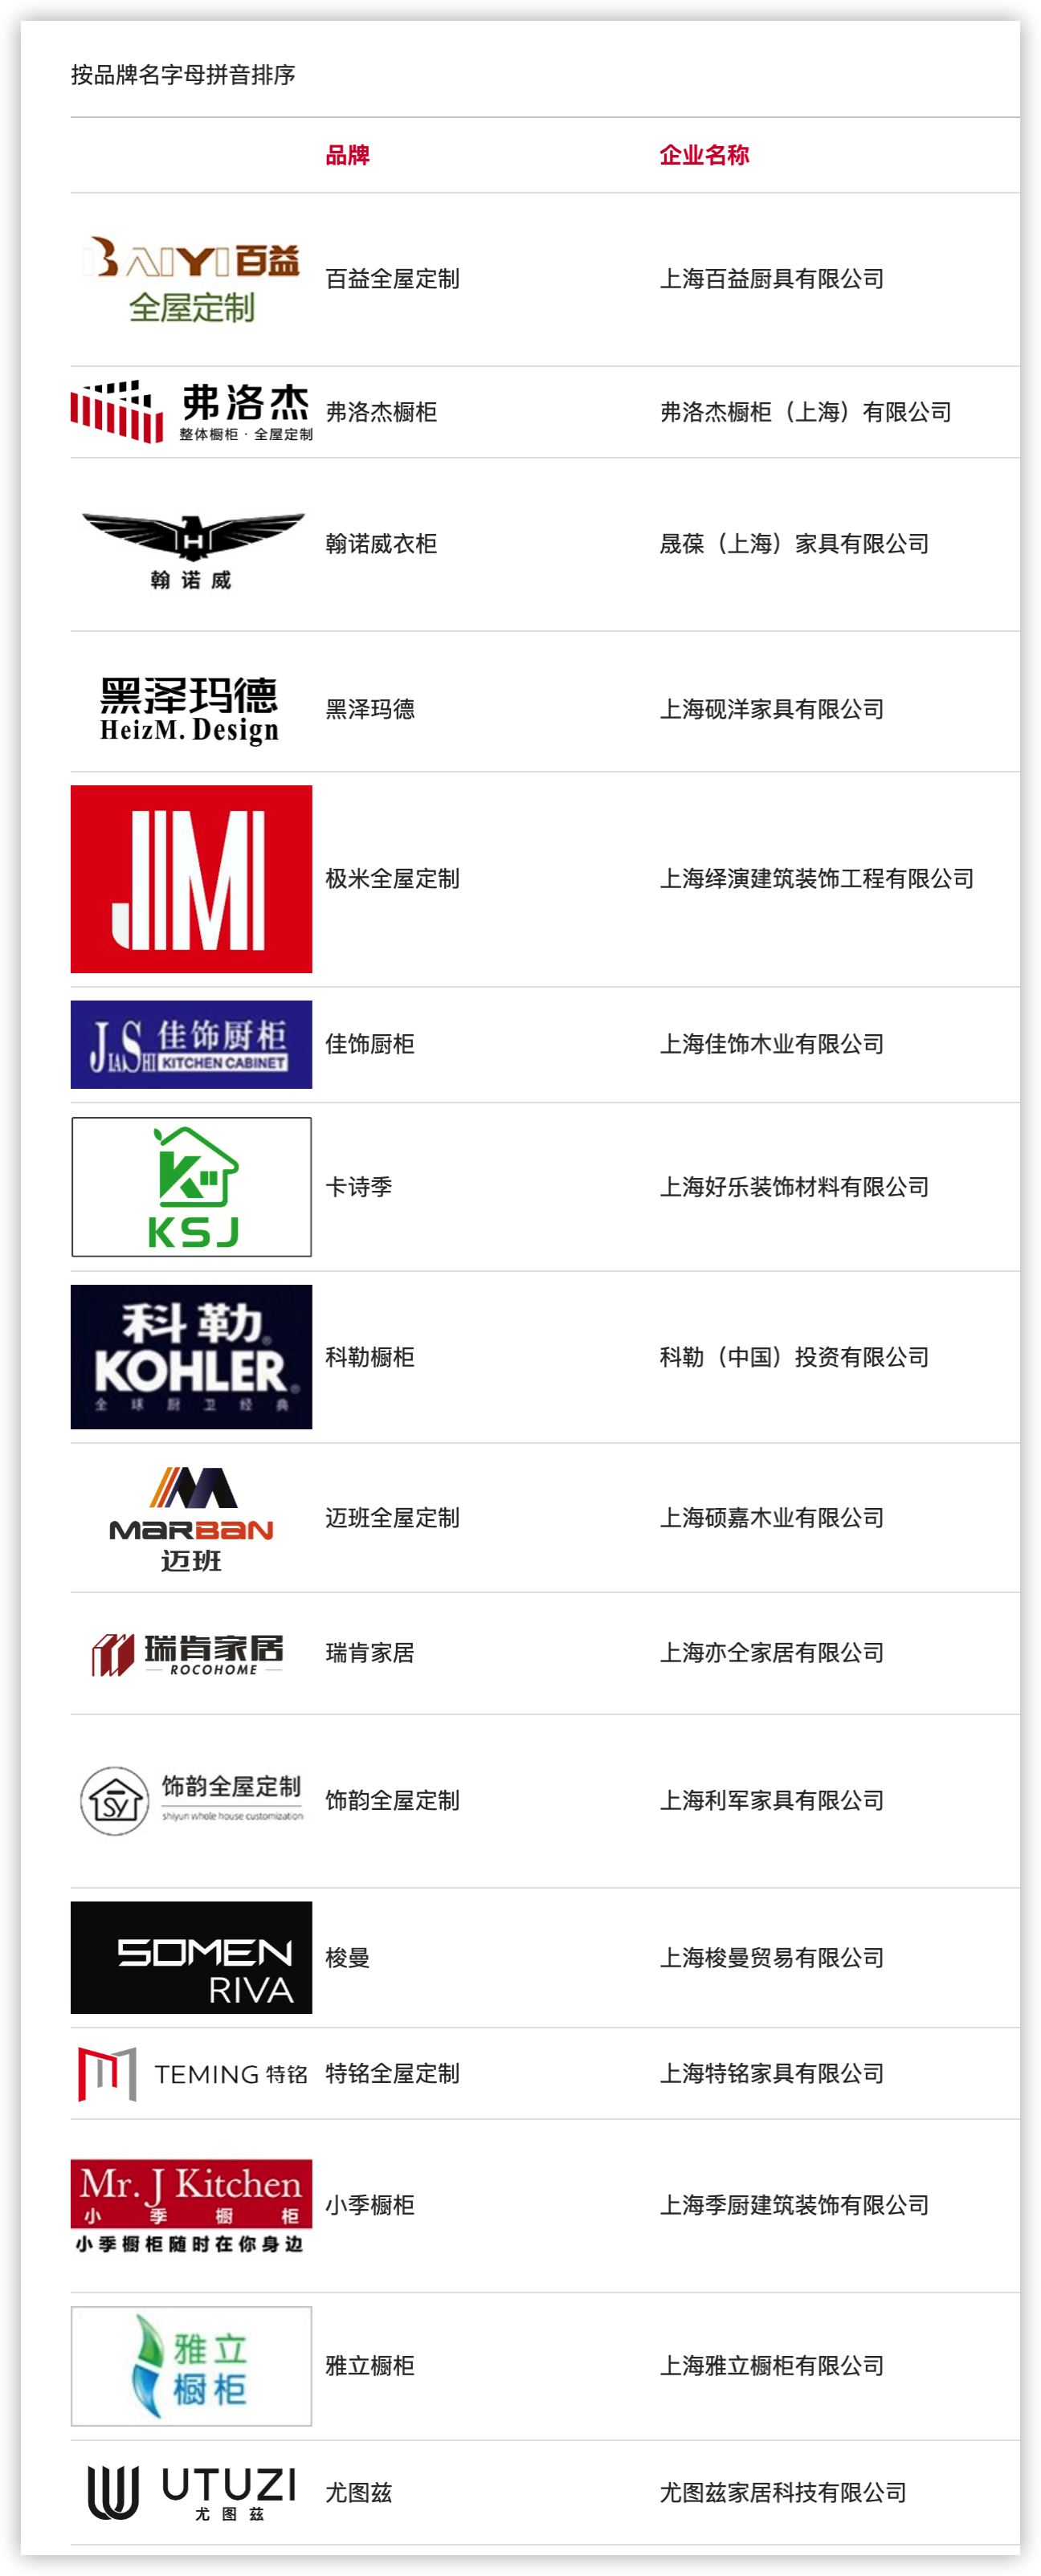 按品牌名字母拼音排序
品牌 企业名称
BAIYI 百益
全屋定制
百益全屋定制 上海百益厨具有限公司
弗洛杰
整体橱柜·全屋定制
弗洛杰橱柜 弗洛杰橱柜（上海）有限公司
H
翰诺威
翰诺威衣柜 晟葆（上海）家具有限公司
黑泽玛德
HeizM. Design
黑泽玛德 上海砚洋家具有限公司
JM
极米全屋定制 上海绎演建筑装饰工程有限公司
JIASHI 佳饰厨柜
KITCHEN CABINET
佳饰厨柜 上海佳饰木业有限公司
K
KSJ
卡诗季 上海好乐装饰材料有限公司
科勒®
KOHLER®
全球厨卫经典
科勒橱柜 科勒（中国）投资有限公司
MARBAN
迈班
迈班全屋定制 上海硕嘉木业有限公司
瑞肯家居
ROCOHOME
瑞肯家居 上海亦仝家居有限公司
SY 饰韵全屋定制
shiyun whole house customization
饰韵全屋定制 上海利军家具有限公司
SOMEN
RIVA
梭曼 上海梭曼贸易有限公司
TEMING 特铭
特铭全屋定制 上海特铭家具有限公司
Mr. J Kitchen
小季橱柜
小季橱柜随时在你身边
小季橱柜 上海季厨建筑装饰有限公司
雅立
橱柜
雅立橱柜 上海雅立橱柜有限公司
UTUZI
尤图兹
尤图兹 尤图兹家居科技有限公司